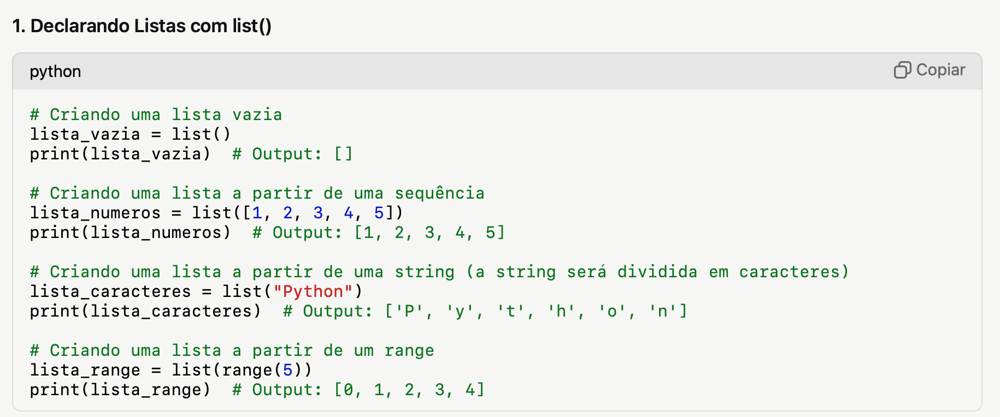 1. Declarando Listas com list()
python
Copiar
# Criando uma lista vazia
lista_vazia = list()
print(lista_vazia)  # Output: []
# Criando uma lista a partir de uma sequência
lista_numeros = list([1, 2, 3, 4, 5])
print(lista_numeros)  # Output: [1, 2, 3, 4, 5]
# Criando uma lista a partir de uma string (a string será dividida em caracteres)
lista_caracteres = list("Python")
print(lista_caracteres)  # Output: ['P', 'y', 't', 'h', 'o', 'n']
# Criando uma lista a partir de um range
lista_range = list(range(5))
print(lista_range)  # Output: [0, 1, 2, 3, 4]